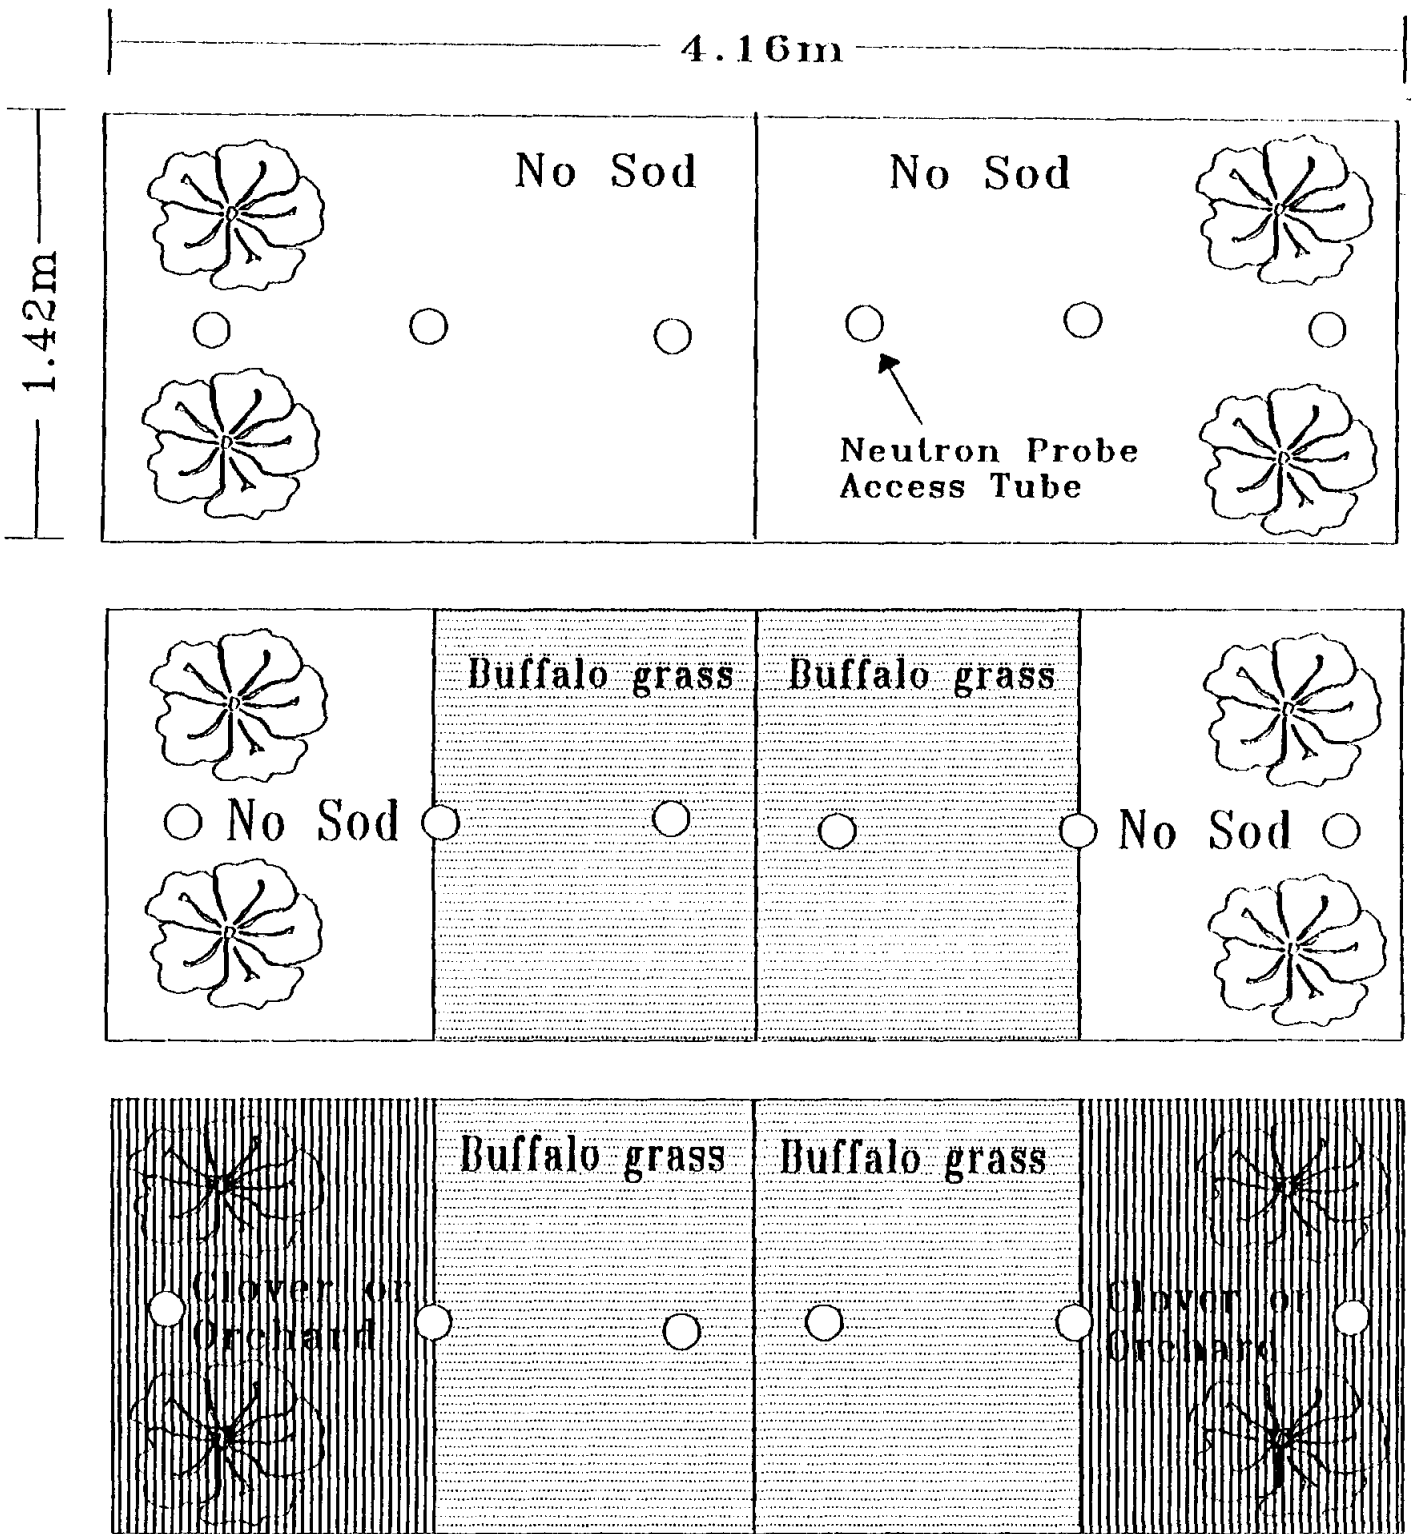 4.16m
1.42m
No Sod
No Sod
Neutron Probe
Access Tube
Buffalo grass
Buffalo grass
No Sod
No Sod
Buffalo grass
Buffalo grass
Clover or
Orchard
Clover or
Orchard